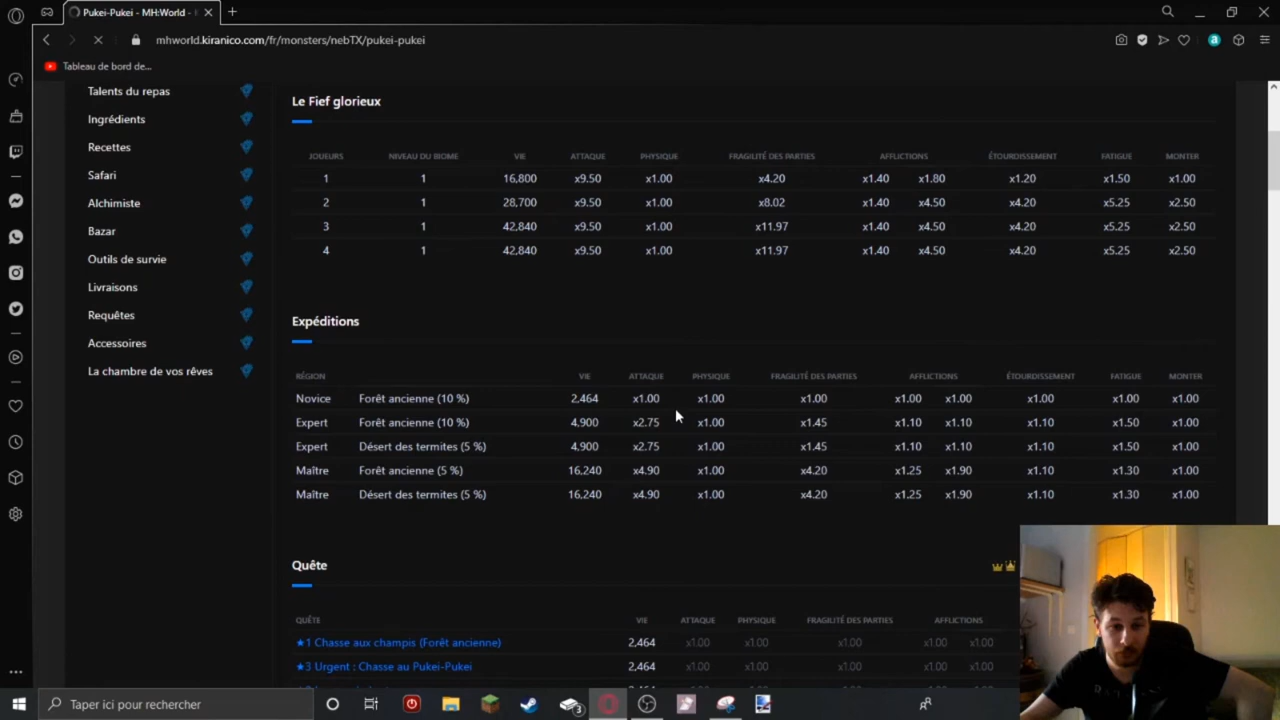 Pukei-Pukei - MH:World -
mhworld.kiranico.com/fr/monsters/nebTX/pukei-pukei
Tableau de bord de...
Talents du repas
Ingrédients
Recettes
Safari
Alchimiste
Bazar
Outils de survie
Livraisons
Requêtes
Accessoires
La chambre de vos rêves
Le Fief glorieux
JOUEURS NIVEAU DU BIOME VIE ATTAQUE PHYSIQUE FRAGILITÉ DES PARTIES AFFLICTIONS ÉTOURDISSEMENT FATIGUE MONTER
1 1 16,800 x9.50 x1.00 x4.20 x1.40 x1.80 x1.20 x1.50 x1.00
2 1 28,700 x9.50 x1.00 x8.02 x1.40 x4.50 x4.20 x5.25 x2.50
3 1 42,840 x9.50 x1.00 x11.97 x1.40 x4.50 x4.20 x5.25 x2.50
4 1 42,840 x9.50 x1.00 x11.97 x1.40 x4.50 x4.20 x5.25 x2.50
Expéditions
RÉGION VIE ATTAQUE PHYSIQUE FRAGILITÉ DES PARTIES AFFLICTIONS ÉTOURDISSEMENT FATIGUE MONTER
Novice Forêt ancienne (10 %) 2,464 x1.00 x1.00 x1.00 x1.00 x1.00 x1.00 x1.00 x1.00
Expert Forêt ancienne (10 %) 4,900 x2.75 x1.00 x1.45 x1.10 x1.10 x1.10 x1.50 x1.00
Expert Désert des termites (5 %) 4,900 x2.75 x1.00 x1.45 x1.10 x1.10 x1.10 x1.50 x1.00
Maître Forêt ancienne (5 %) 16,240 x4.90 x1.00 x4.20 x1.25 x1.90 x1.10 x1.30 x1.00
Maître Désert des termites (5 %) 16,240 x4.90 x1.00 x4.20 x1.25 x1.90 x1.10 x1.30 x1.00
Quête
QUÊTE VIE ATTAQUE PHYSIQUE FRAGILITÉ DES PARTIES AFFLICTIONS
★1 Chasse aux champis (Forêt ancienne) 2,464 x1.00 x1.00 x1.00 x1.00 x1.00
★3 Urgent : Chasse au Pukei-Pukei 2,464 x1.00 x1.00 x1.00 x1.00 x1.00
Taper ici pour rechercher
3